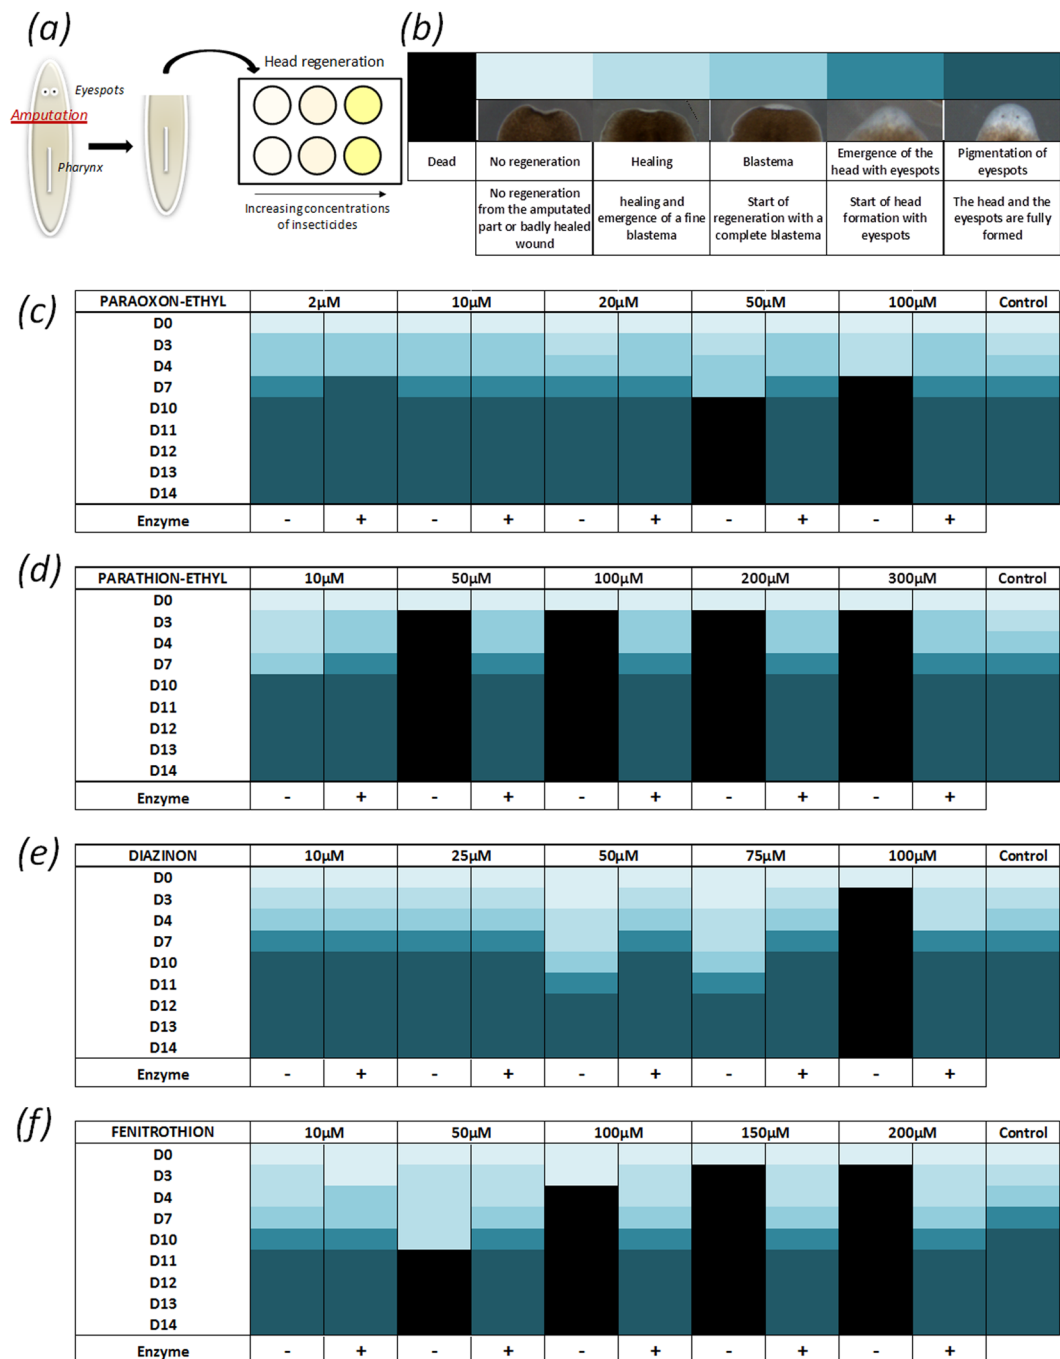 (a)
Eyespots
Amputation
Pharynx
Head regeneration
Increasing concentrations
of insecticides
(b)
Dead
No regeneration
Healing
Blastema
Emergence of the
head with eyespots
Pigmentation of
eyespots
No regeneration
from the amputated
part or badly healed
wound
healing and
emergence of a fine
blastema
Start of
regeneration with a
complete blastema
Start of head
formation with
eyespots
The head and the
eyespots are fully
formed
(c)
PARAOXON-ETHYL 2µM 10µM 20µM 50µM 100µM Control
D0
D3
D4
D7
D10
D11
D12
D13
D14
Enzyme - + - + - + - + - +
(d)
PARATHION-ETHYL 10µM 50µM 100µM 200µM 300µM Control
D0
D3
D4
D7
D10
D11
D12
D13
D14
Enzyme - + - + - + - + - +
(e)
DIAZINON 10µM 25µM 50µM 75µM 100µM Control
D0
D3
D4
D7
D10
D11
D12
D13
D14
Enzyme - + - + - + - + - +
(f)
FENITROTHION 10µM 50µM 100µM 150µM 200µM Control
D0
D3
D4
D7
D10
D11
D12
D13
D14
Enzyme - + - + - + - + - +